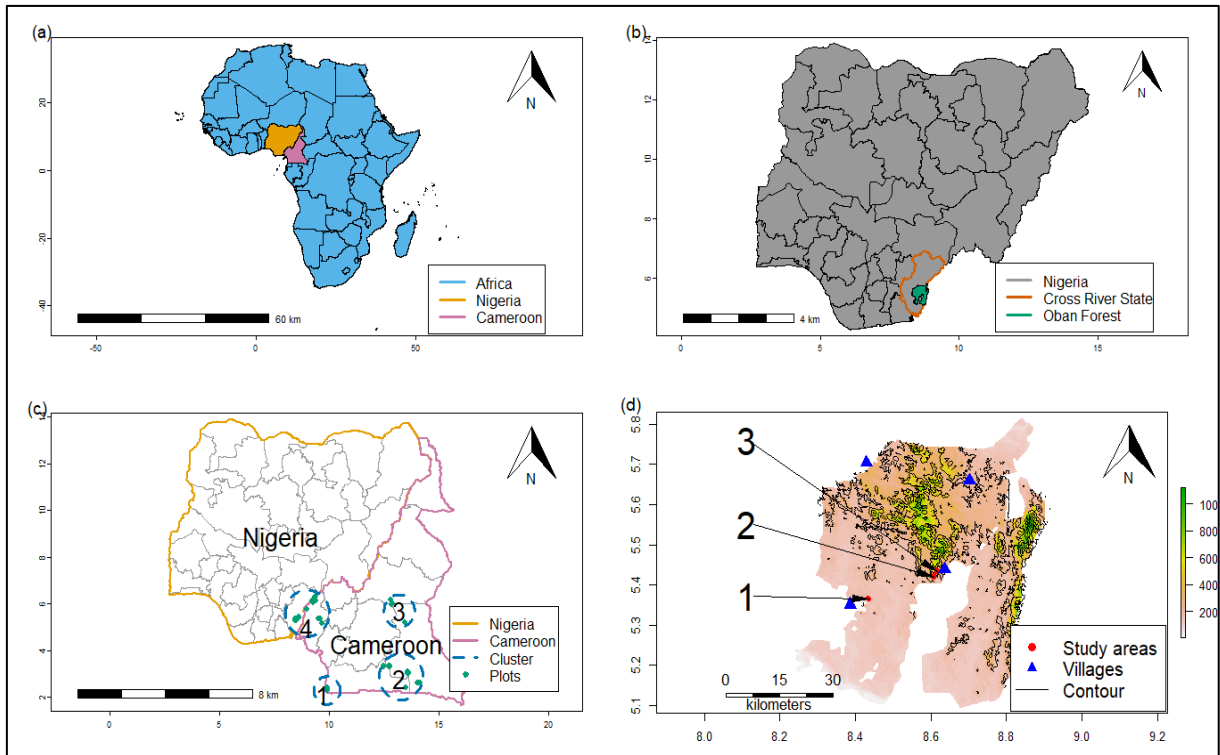 (a)
N
20
0
-20
-40
Africa
Nigeria
Cameroon
60 km
-50
0
50
(b)
N
14
12
10
8
6
Nigeria
Cross River State
Oban Forest
4 km
0
5
10
15
(c)
N
14
12
10
8
6
4
2
Nigeria
Cameroon
1
2
3
4
Nigeria
Cameroon
Cluster
Plots
8 km
0
5
10
15
20
(d)
N
5.8
5.7
5.6
5.5
5.4
5.3
5.2
5.1
3
2
1
100
800
600
400
200
Study areas
Villages
Contour
0 10 20 30
kilometers
8.0
8.2
8.4
8.6
8.8
9.0
9.2